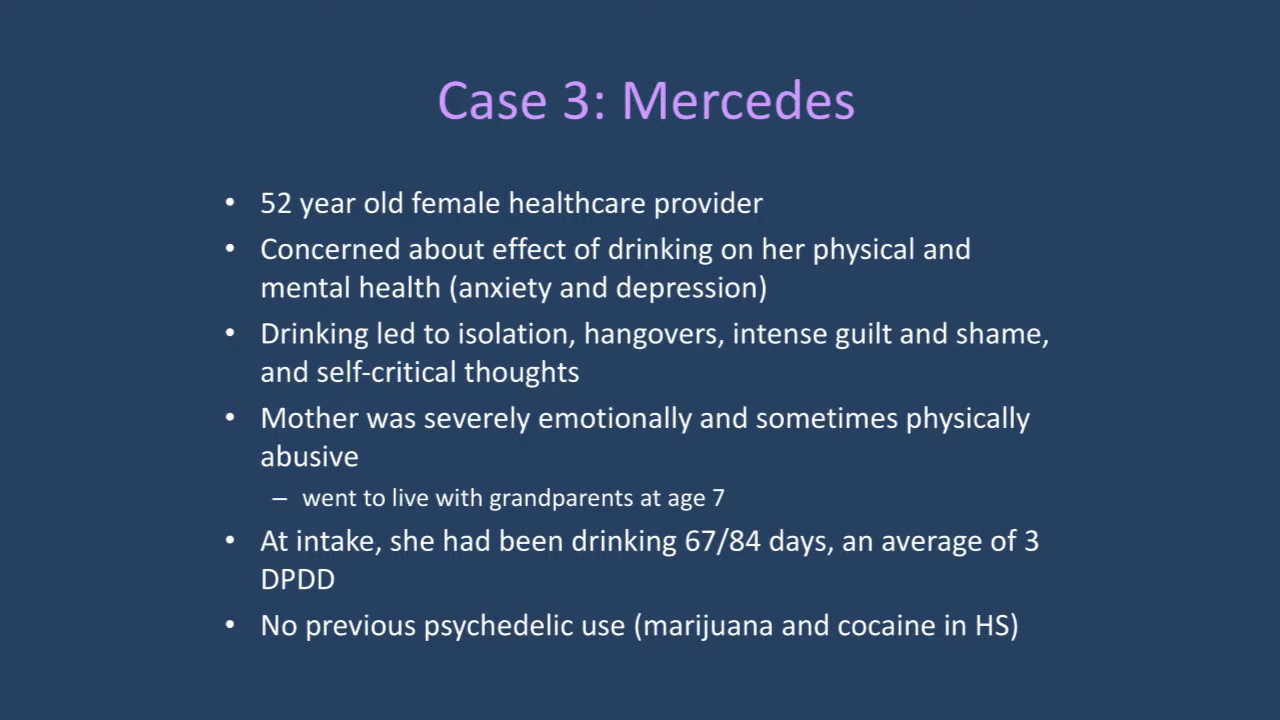 Case 3: Mercedes
• 52 year old female healthcare provider
• Concerned about effect of drinking on her physical and
mental health (anxiety and depression)
• Drinking led to isolation, hangovers, intense guilt and shame,
and self-critical thoughts
• Mother was severely emotionally and sometimes physically
abusive
– went to live with grandparents at age 7
• At intake, she had been drinking 67/84 days, an average of 3
DPDD
• No previous psychedelic use (marijuana and cocaine in HS)